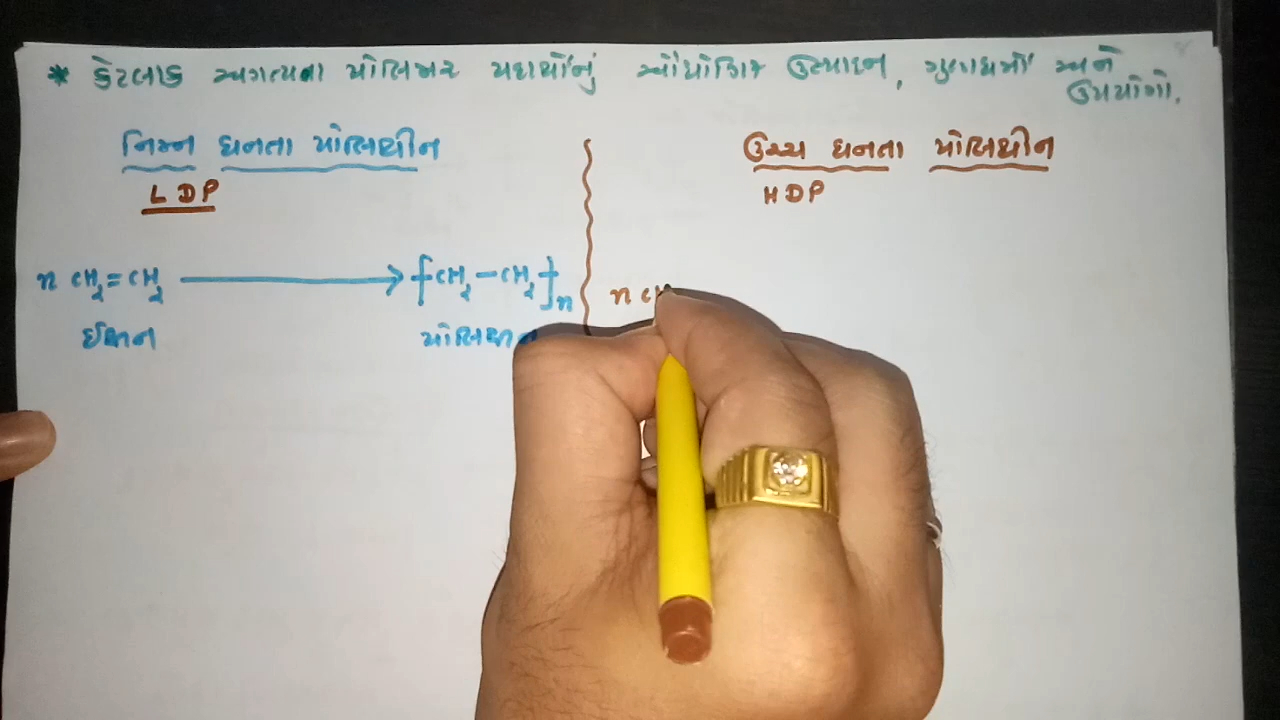 * કેટલાક અગત્યના પોલિમર પદાર્થોનું ઔદ્યોગિક ઉત્પાદન, ગુણધર્મો અને
ઉપયોગો.
નિમ્ન ઘનતા પોલિથીન
LDP
n CH₂=CH₂ ⟶ [CH₂–CH₂]n
ઈથીન પોલિથીન
ઉચ્ચ ઘનતા પોલિથીન
HDP
n CH